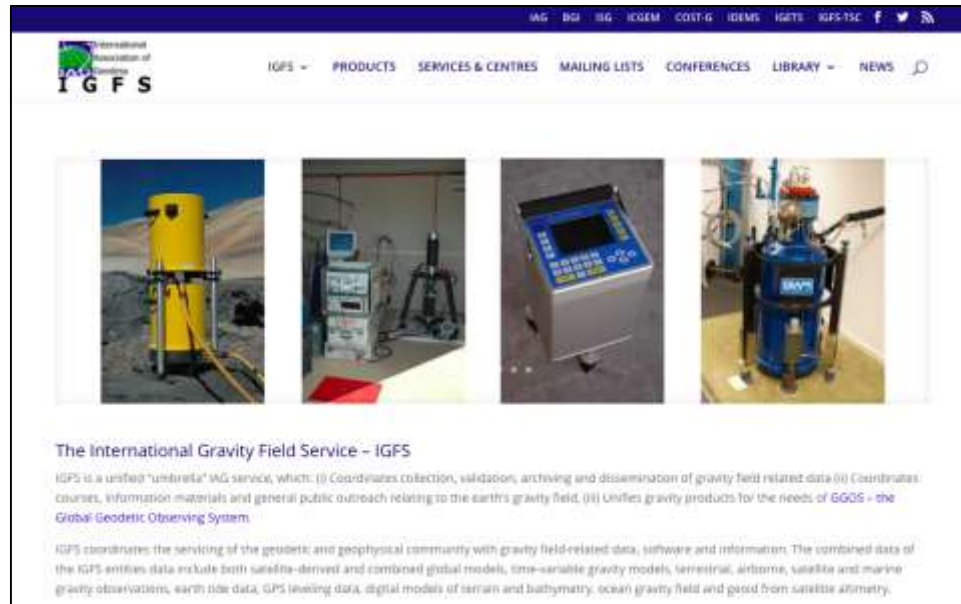 IAG BGI ISG ICGEM COST-G IDEMS IGETS IGFS-TSC
International
Association of
Geodesy
IAG
I G F S
IGFS PRODUCTS SERVICES & CENTRES MAILING LISTS CONFERENCES LIBRARY NEWS
The International Gravity Field Service – IGFS
IGFS is a unified "umbrella" IAG service, which: (i) Coordinates collection, validation, archiving and dissemination of gravity field related data (ii) Coordinates
courses, information materials and general public outreach relating to the earth's gravity field, (iii) Unifies gravity products for the needs of GGOS – the
Global Geodetic Observing System.
IGFS coordinates the servicing of the geodetic and geophysical community with gravity field-related data, software and information. The combined data of
the IGFS entities data include both satellite-derived and combined global models, time-variable gravity models, terrestrial, airborne, satellite and marine
gravity observations, earth tide data, GPS leveling data, digital models of terrain and bathymetry, ocean gravity field and geoid from satellite altimetry.